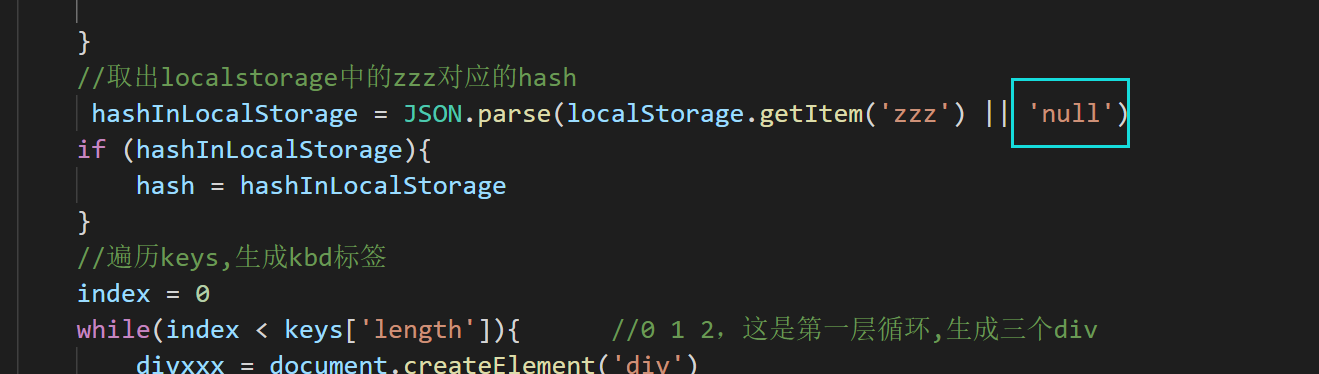 }
//取出localstorage中的zzz对应的hash
hashInLocalStorage = JSON.parse(localStorage.getItem('zzz') || 'null')
if (hashInLocalStorage){
hash = hashInLocalStorage
}
//遍历keys,生成kbd标签
index = 0
while(index < keys['length']){ //0 1 2，这是第一层循环,生成三个div
divxxx = document.createElement('div')